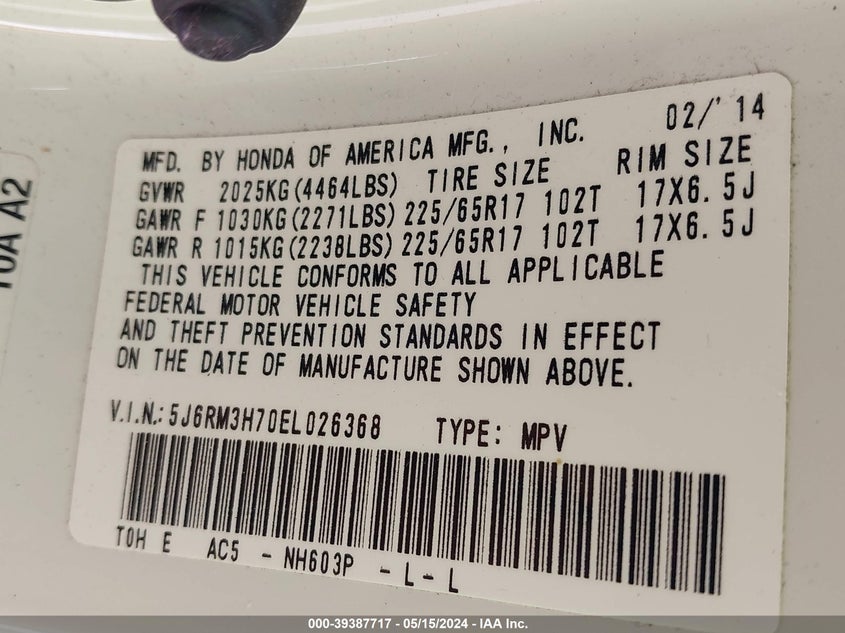 MFD. BY HONDA OF AMERICA MFG., INC. 02/'14
GVWR 2025KG(4464LBS) TIRE SIZE RIM SIZE
GAWR F 1030KG(2271LBS) 225/65R17 102T 17X6.5J
GAWR R 1015KG(2238LBS) 225/65R17 102T 17X6.5J
THIS VEHICLE CONFORMS TO ALL APPLICABLE
FEDERAL MOTOR VEHICLE SAFETY
AND THEFT PREVENTION STANDARDS IN EFFECT
ON THE DATE OF MANUFACTURE SHOWN ABOVE.
V.I.N.: 5J6RM3H70EL026368 TYPE: MPV
T0H E AC5 - NH603P - L - L
10A A2
000-39387717 - 05/15/2024 - IAA Inc.